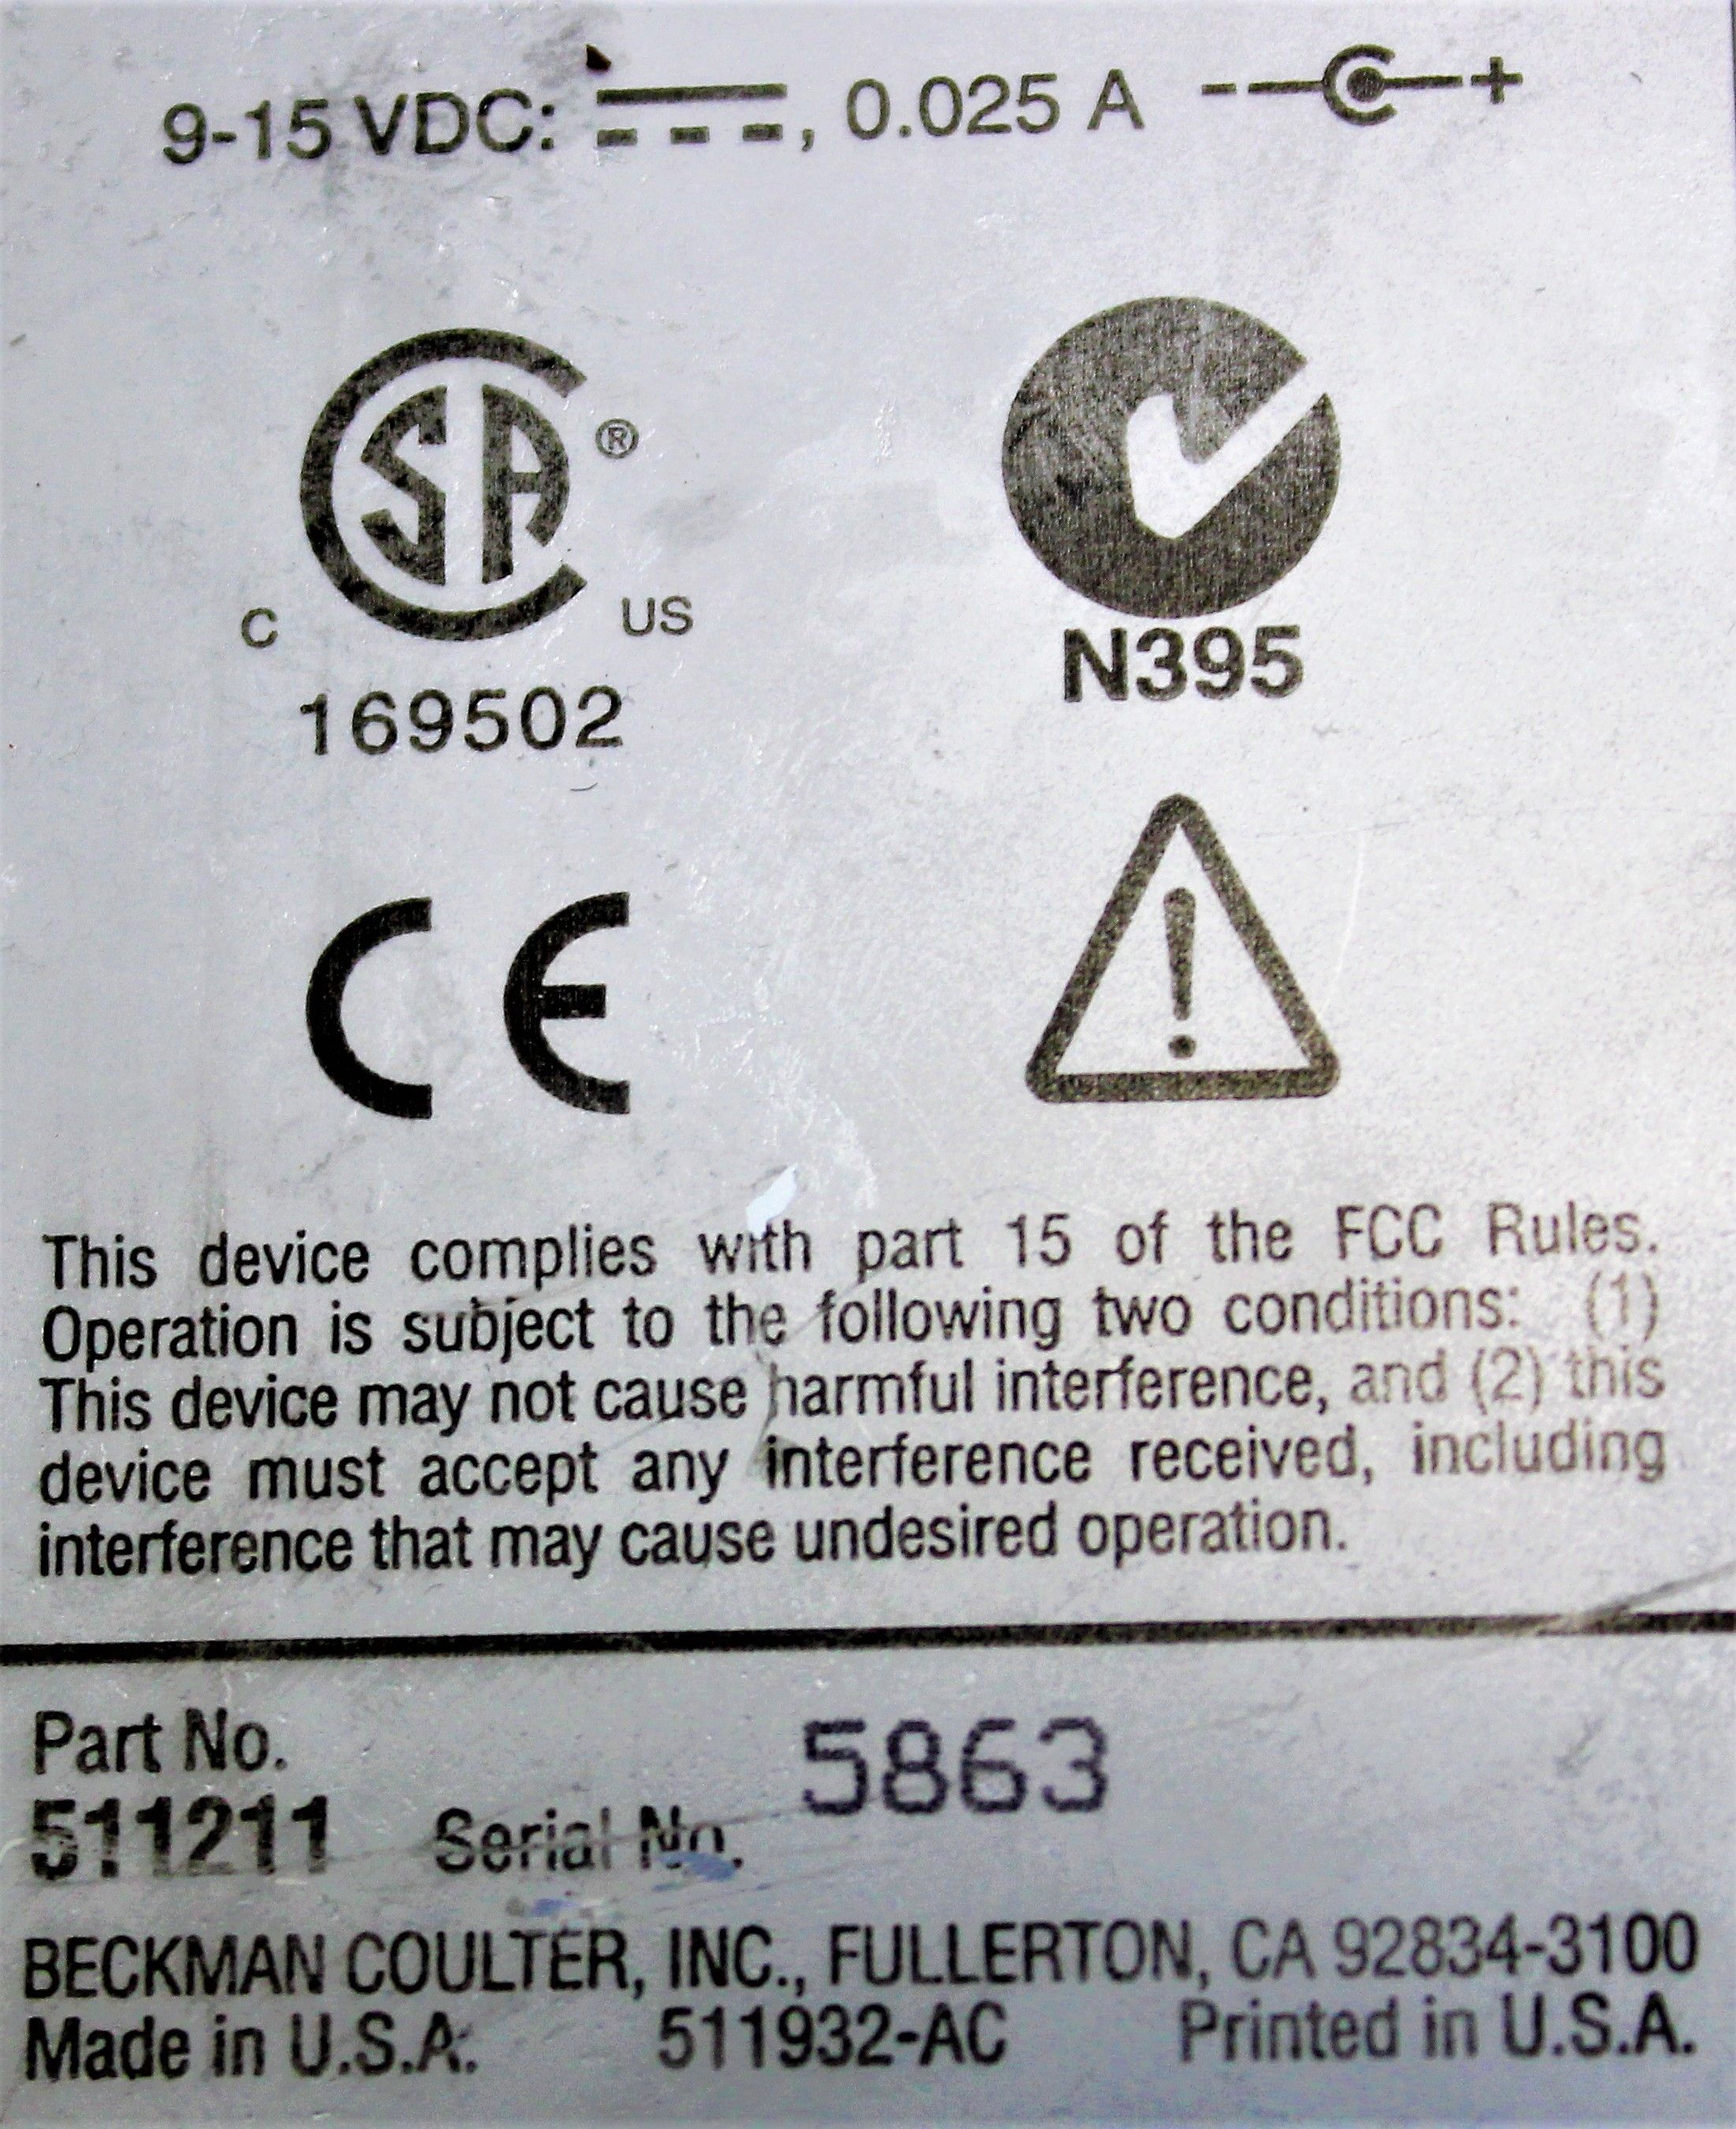 9-15 VDC: ⎓, 0.025 A - +
CSA ®
C US
169502
N395
CE
!
This device complies with part 15 of the FCC Rules.
Operation is subject to the following two conditions: (1)
This device may not cause harmful interference, and (2) this
device must accept any interference received, including
interference that may cause undesired operation.
Part No.
5863
511211 Serial No.
BECKMAN COULTER, INC., FULLERTON, CA 92834-3100
Made in U.S.A. 511932-AC Printed in U.S.A.